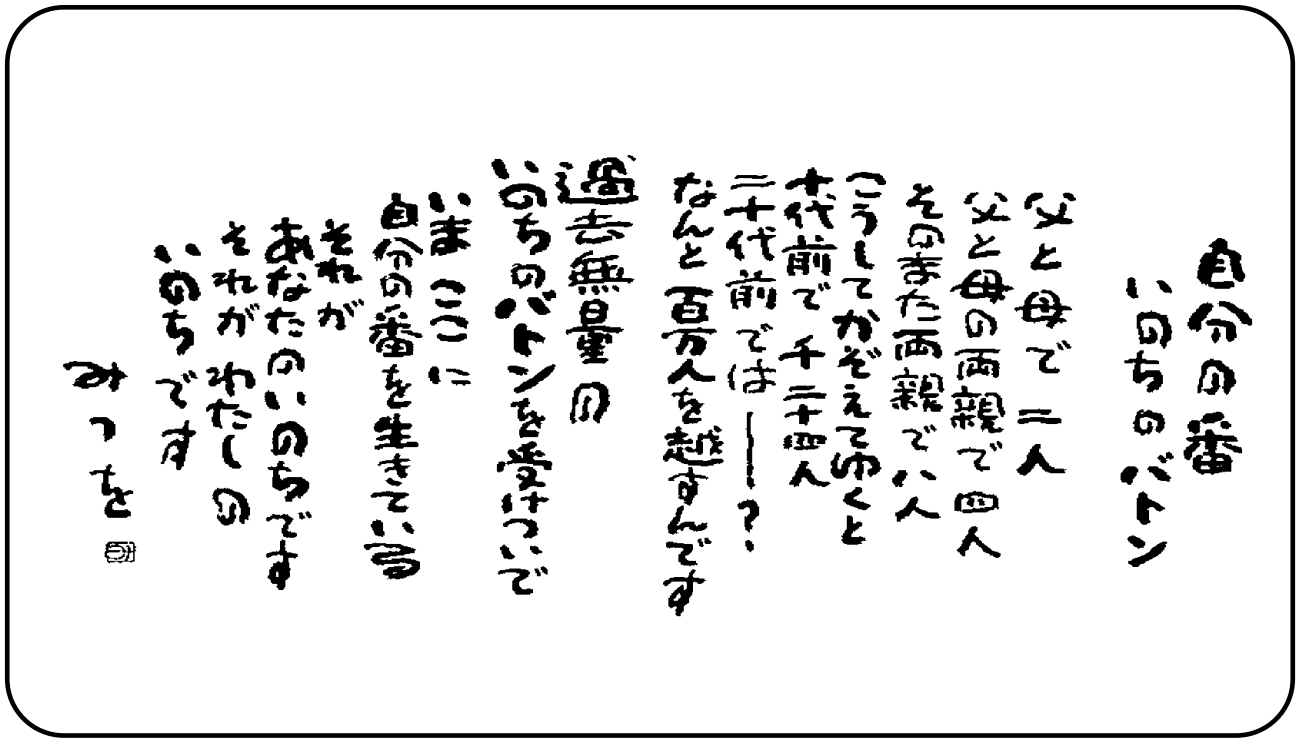 自分の番
いのちのバトン
父と母で二人
父と母の両親で四人
そのまた両親で八人
こうしてかぞえてゆくと
十代前で千二十四人
二十代前では―?
なんと百万人を越すんです
過去無量の
いのちのバトンを受けついで
いまここに
自分の番を生きている
それが
あなたのいのちです
それがわたしの
いのちです
みつを